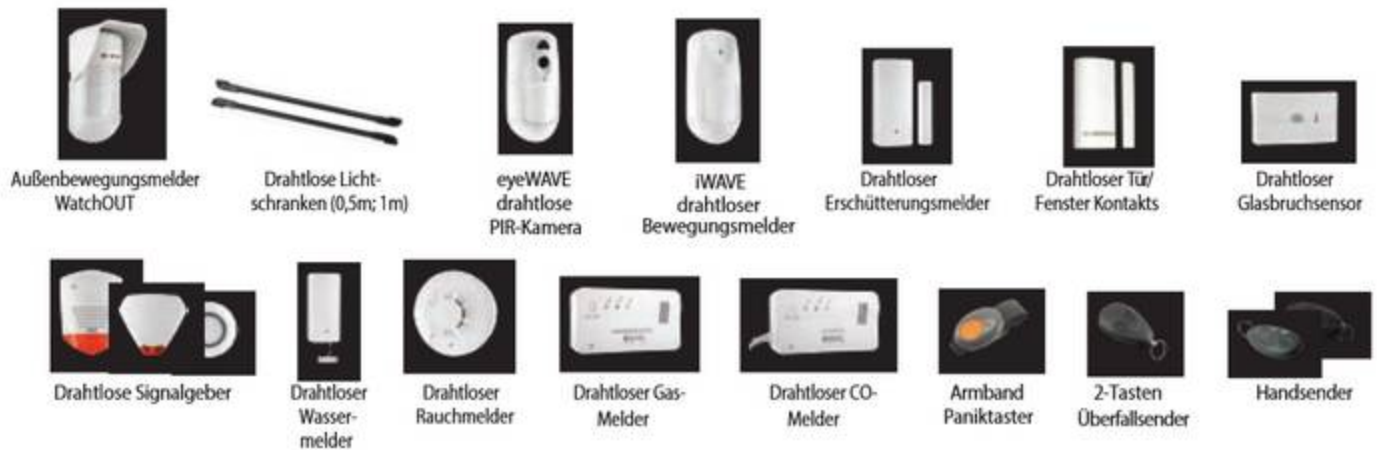 Außenbewegungsmelder
WatchOUT
Drahtlose Licht-
schranken (0,5m; 1m)
eyeWAVE
drahtlose
PIR-Kamera
iWAVE
drahtloser
Bewegungsmelder
Drahtloser
Erschütterungsmelder
Drahtloser Tür/
Fenster Kontakts
Drahtloser
Glasbruchsensor
Drahtlose Signalgeber
Drahtloser
Wasser-
melder
Drahtloser
Rauchmelder
Drahtloser Gas-
Melder
Drahtloser CO-
Melder
Armband
Paniktaster
2-Tasten
Überfallsender
Handsender